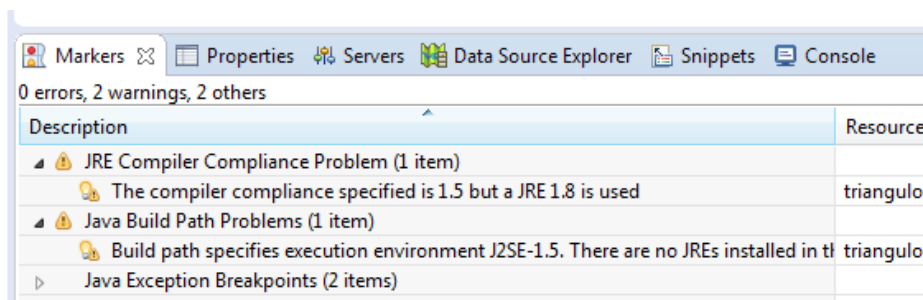 Markers Properties Servers Data Source Explorer Snippets Console
0 errors, 2 warnings, 2 others
Description Resource
JRE Compiler Compliance Problem (1 item)
The compiler compliance specified is 1.5 but a JRE 1.8 is used triangulo
Java Build Path Problems (1 item)
Build path specifies execution environment J2SE-1.5. There are no JREs installed in th triangulo
Java Exception Breakpoints (2 items)